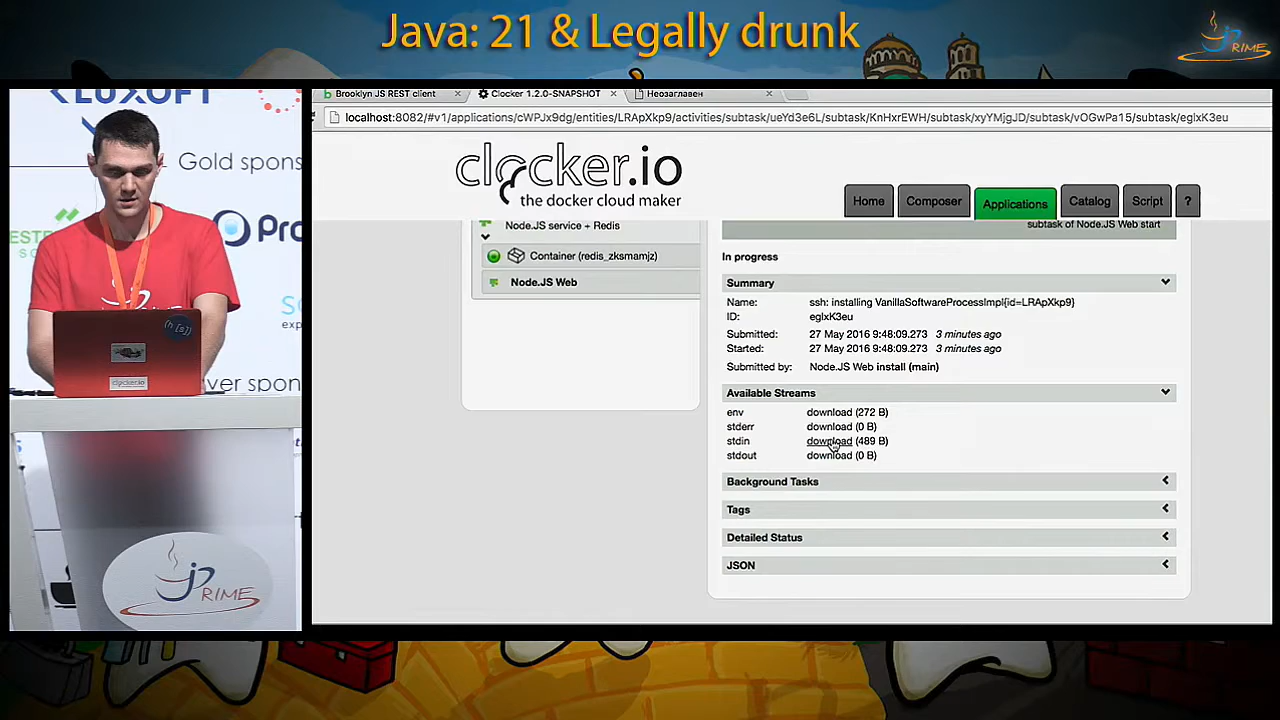 Java: 21 & Legally drunk
JPRIME
LUXOFT
Gold spons
Pro
clocker.io
JPRIME
Brooklyn JS REST client
Clocker 1.2.0-SNAPSHOT
Неозаглавен
localhost:8082/#v1/applications/cWPJx9dg/entities/LRApXkp9/activities/subtask/ueYd3e6L/subtask/KnHxrEWH/subtask/xyYMjgJD/subtask/vOGwPa15/subtask/eglxK3eu
clocker.io
the docker cloud maker
Home
Composer
Applications
Catalog
Script
?
Node.JS service + Redis
Container (redis_zksmamjz)
Node.JS Web
subtask of Node.JS Web start
In progress
Summary
Name: ssh: installing VanillaSoftwareProcessImpl{id=LRApXkp9}
ID: eglxK3eu
Submitted: 27 May 2016 9:48:09.273 3 minutes ago
Started: 27 May 2016 9:48:09.273 3 minutes ago
Submitted by: Node.JS Web install (main)
Available Streams
env download (272 B)
stderr download (0 B)
stdin download (489 B)
stdout download (0 B)
Background Tasks
Tags
Detailed Status
JSON